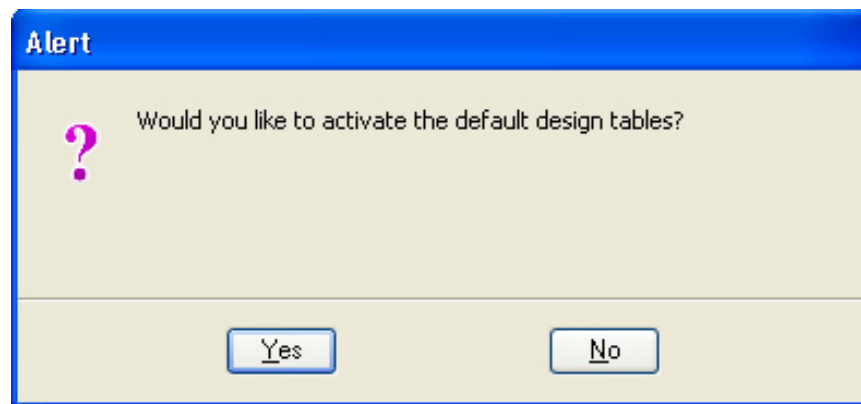 Alert
Would you like to activate the default design tables?
Yes No